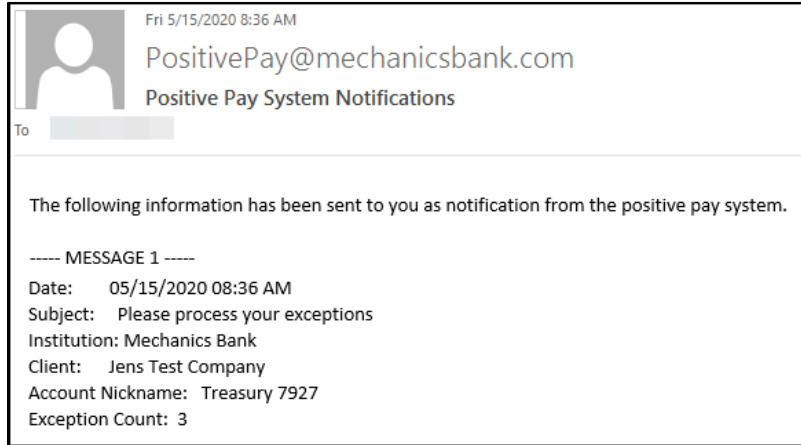 Fri 5/15/2020 8:36 AM
PositivePay@mechanicsbank.com
Positive Pay System Notifications
To
The following information has been sent to you as notification from the positive pay system.
----- MESSAGE 1 -----
Date: 05/15/2020 08:36 AM
Subject: Please process your exceptions
Institution: Mechanics Bank
Client: Jens Test Company
Account Nickname: Treasury 7927
Exception Count: 3